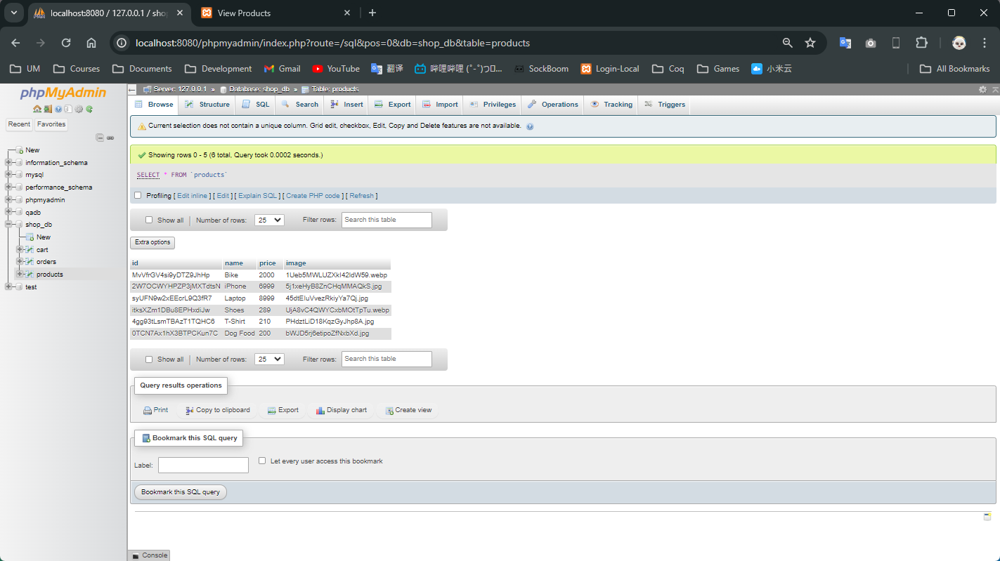 localhost:8080 / 127.0.0.1 / sho
View Products
localhost:8080/phpmyadmin/index.php?route=/sql&pos=0&db=shop_db&table=products
UM
Courses
Documents
Development
Gmail
YouTube
翻译
哔哩哔哩 (゜-゜)つロ...
SockBoom
Login-Local
Coq
Games
小米云
All Bookmarks
phpMyAdmin
Recent
Favorites
New
information_schema
mysql
performance_schema
phpmyadmin
qadb
shop_db
New
cart
orders
products
test
Server: 127.0.0.1 » Database: shop_db » Table: products
Browse
Structure
SQL
Search
Insert
Export
Import
Privileges
Operations
Tracking
Triggers
Current selection does not contain a unique column. Grid edit, checkbox, Edit, Copy and Delete features are not available.
Showing rows 0 - 5 (6 total, Query took 0.0002 seconds.)
SELECT * FROM `products`
Profiling [ Edit inline ] [ Edit ] [ Explain SQL ] [ Create PHP code ] [ Refresh ]
Show all
Number of rows:
25
Filter rows:
Search this table
Extra options
id name price image
MvVfrGV4si9yDTZ9JhHp Bike 2000 1Ueb5MWLUZXkI42IdW59.webp
2W7OCWYHPZP3jMXTdtsN iPhone 6999 5j1xeHyB8ZnCHqMMAQkS.jpg
syUFN9w2xEEorL9Q3fR7 Laptop 8999 45dtEIuVvezRkiyYa7Qj.jpg
itksXZm1DBu8EPHxdiJw Shoes 289 UjA8vC4QWYCxbMOtTpTu.webp
4gg93tLsmTBAzT1TQHC6 T-Shirt 210 PHdztLiD18KqzGyJhp8A.jpg
0TCN7Ax1hX3BTPCKun7C Dog Food 200 bWJD5rj6etipoZfNxbXd.jpg
Show all
Number of rows:
25
Filter rows:
Search this table
Query results operations
Print
Copy to clipboard
Export
Display chart
Create view
Bookmark this SQL query
Label:
Let every user access this bookmark
Bookmark this SQL query
Console